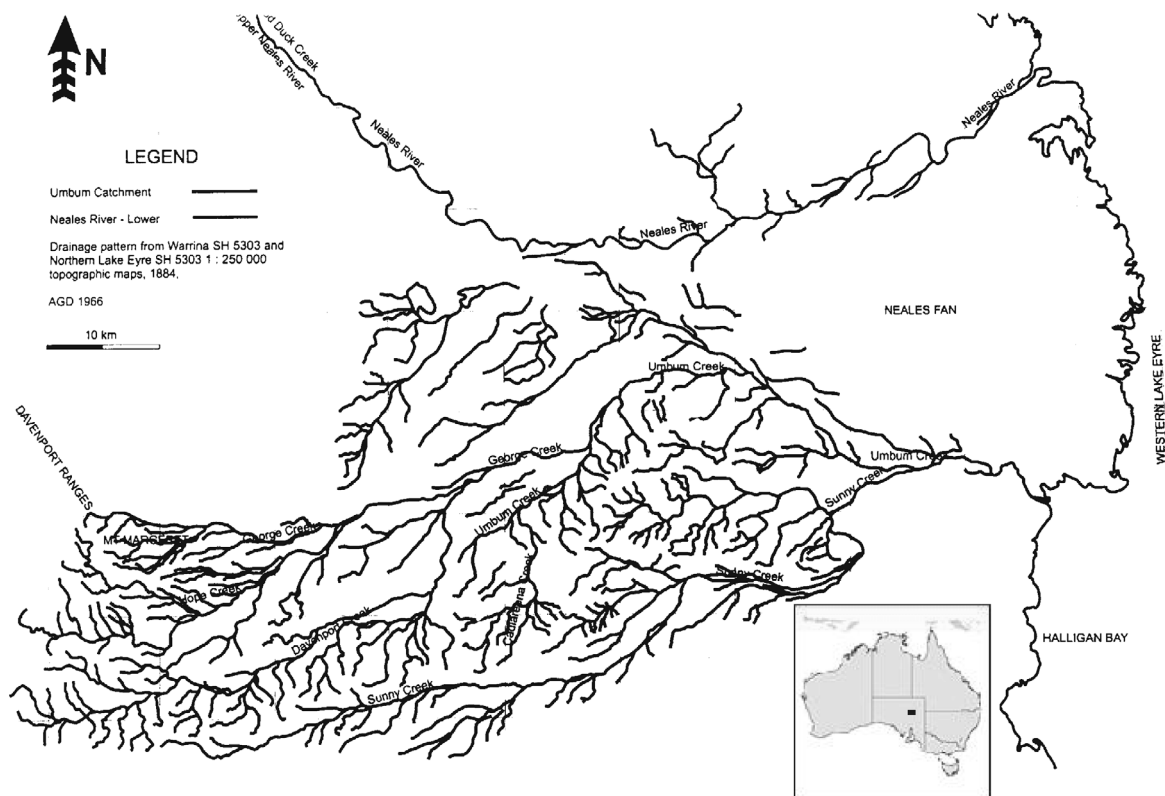 N
LEGEND
Umbum Catchment
Neales River - Lower
Drainage pattern from Warrina SH 5303 and
Northern Lake Eyre SH 5303 1 : 250 000
topographic maps, 1884,
AGD 1966
10 km
Duck Creek
Neales River
Neales River
Neales River
Neales River
NEALES FAN
WESTERN LAKE EYRE
Umbum Creek
DAVENPORT RANGES
George Creek
Umbum Creek
Sunny Creek
Umbum Creek
MT MARGERET
George Creek
Hope Creek
Sunny Creek
Davenport Creek
Sunny Creek
HALLIGAN BAY